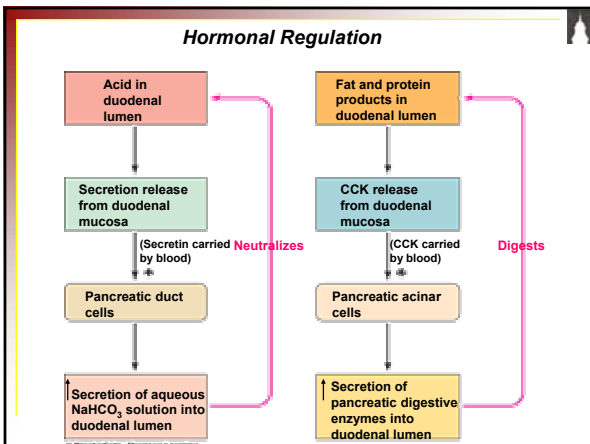 Hormonal Regulation
Acid in
duodenal
lumen
Secretion release
from duodenal
mucosa
(Secretin carried
by blood)
Neutralizes
Pancreatic duct
cells
↑
Secretion of aqueous
NaHCO₃ solution into
duodenal lumen
Fat and protein
products in
duodenal lumen
CCK release
from duodenal
mucosa
(CCK carried
by blood)
Digests
Pancreatic acinar
cells
↑
Secretion of
pancreatic digestive
enzymes into
duodenal lumen